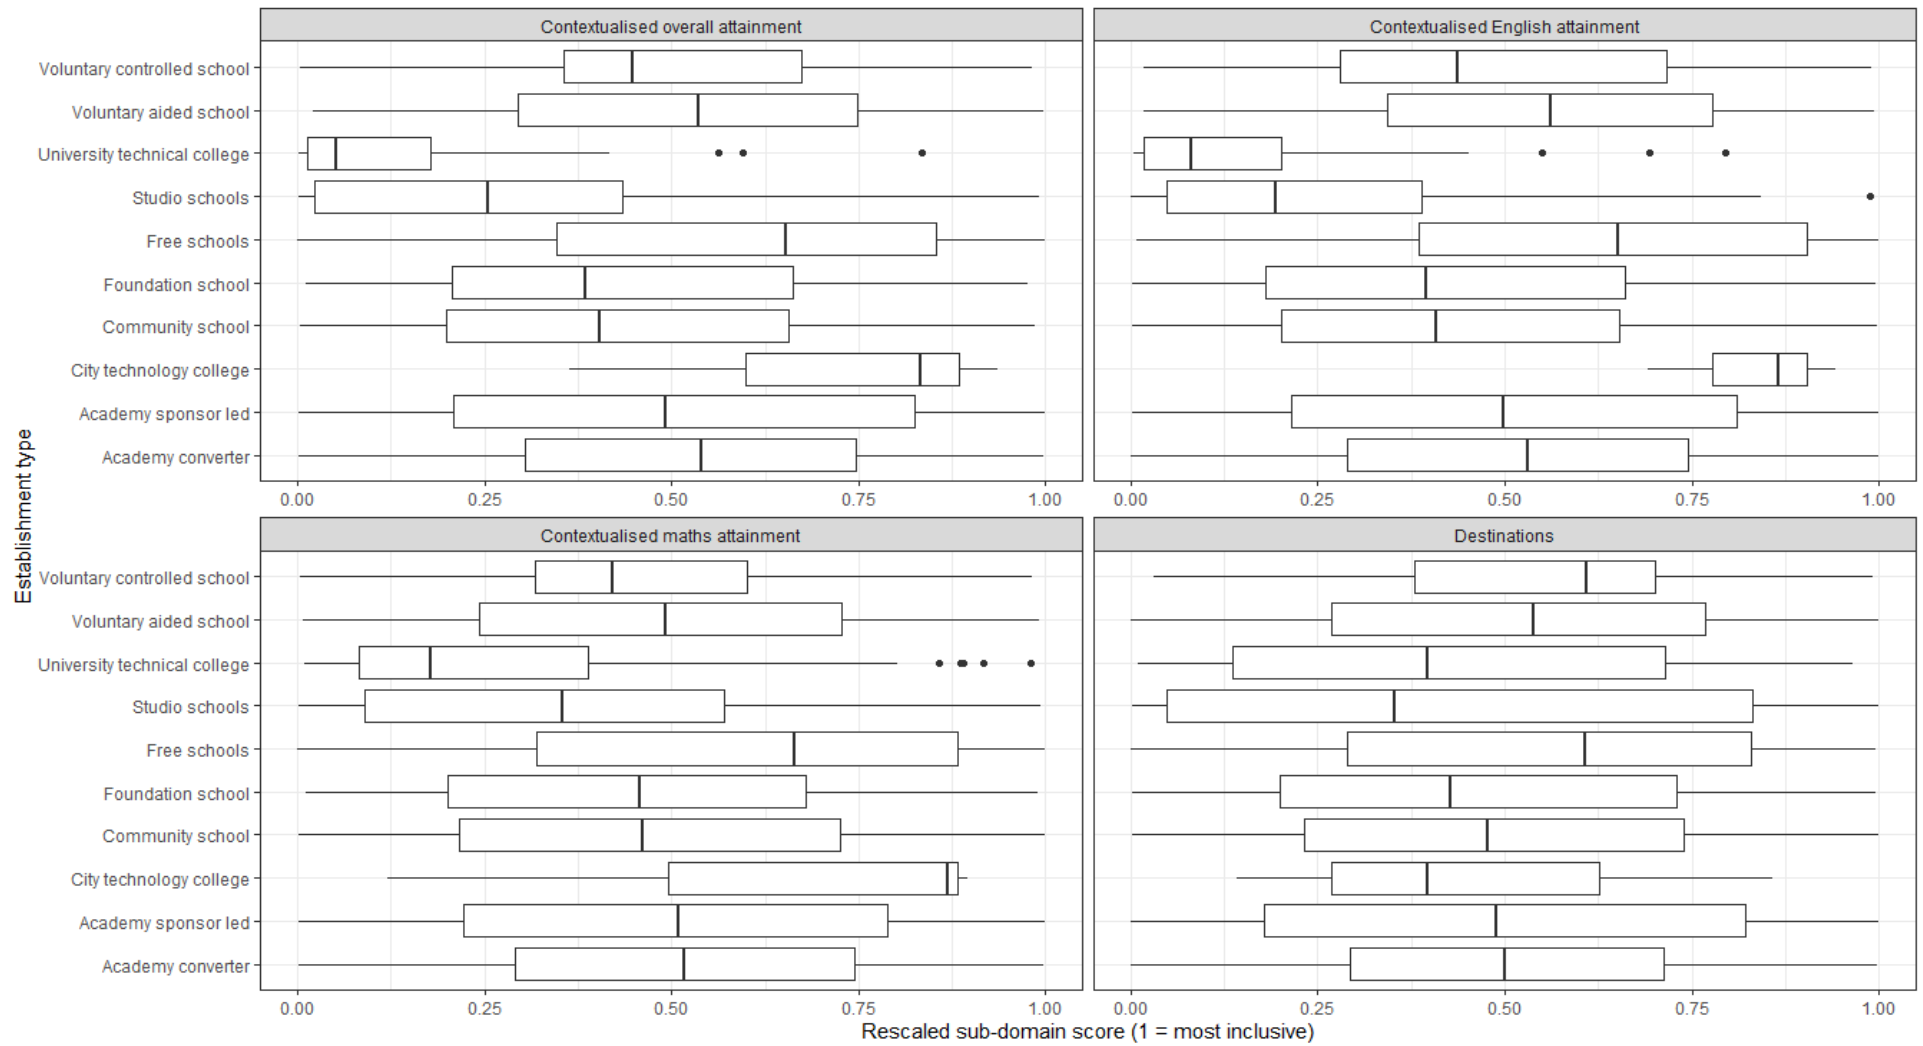 Contextualised overall attainment
Contextualised English attainment
Voluntary controlled school
Voluntary aided school
University technical college
Studio schools
Free schools
Foundation school
Community school
City technology college
Academy sponsor led
Academy converter
0.00 0.25 0.50 0.75 1.00
0.00 0.25 0.50 0.75 1.00
Establishment type
Contextualised maths attainment
Destinations
Voluntary controlled school
Voluntary aided school
University technical college
Studio schools
Free schools
Foundation school
Community school
City technology college
Academy sponsor led
Academy converter
0.00 0.25 0.50 0.75 1.00
0.00 0.25 0.50 0.75 1.00
Rescaled sub-domain score (1 = most inclusive)